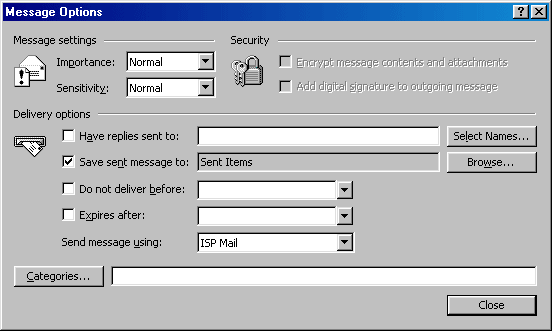 Message Options
Message settings
Security
Importance: Normal
Encrypt message contents and attachments
Sensitivity: Normal
Add digital signature to outgoing message
Delivery options
Have replies sent to:
Select Names...
Save sent message to: Sent Items
Browse...
Do not deliver before:
Expires after:
Send message using: ISP Mail
Categories...
Close